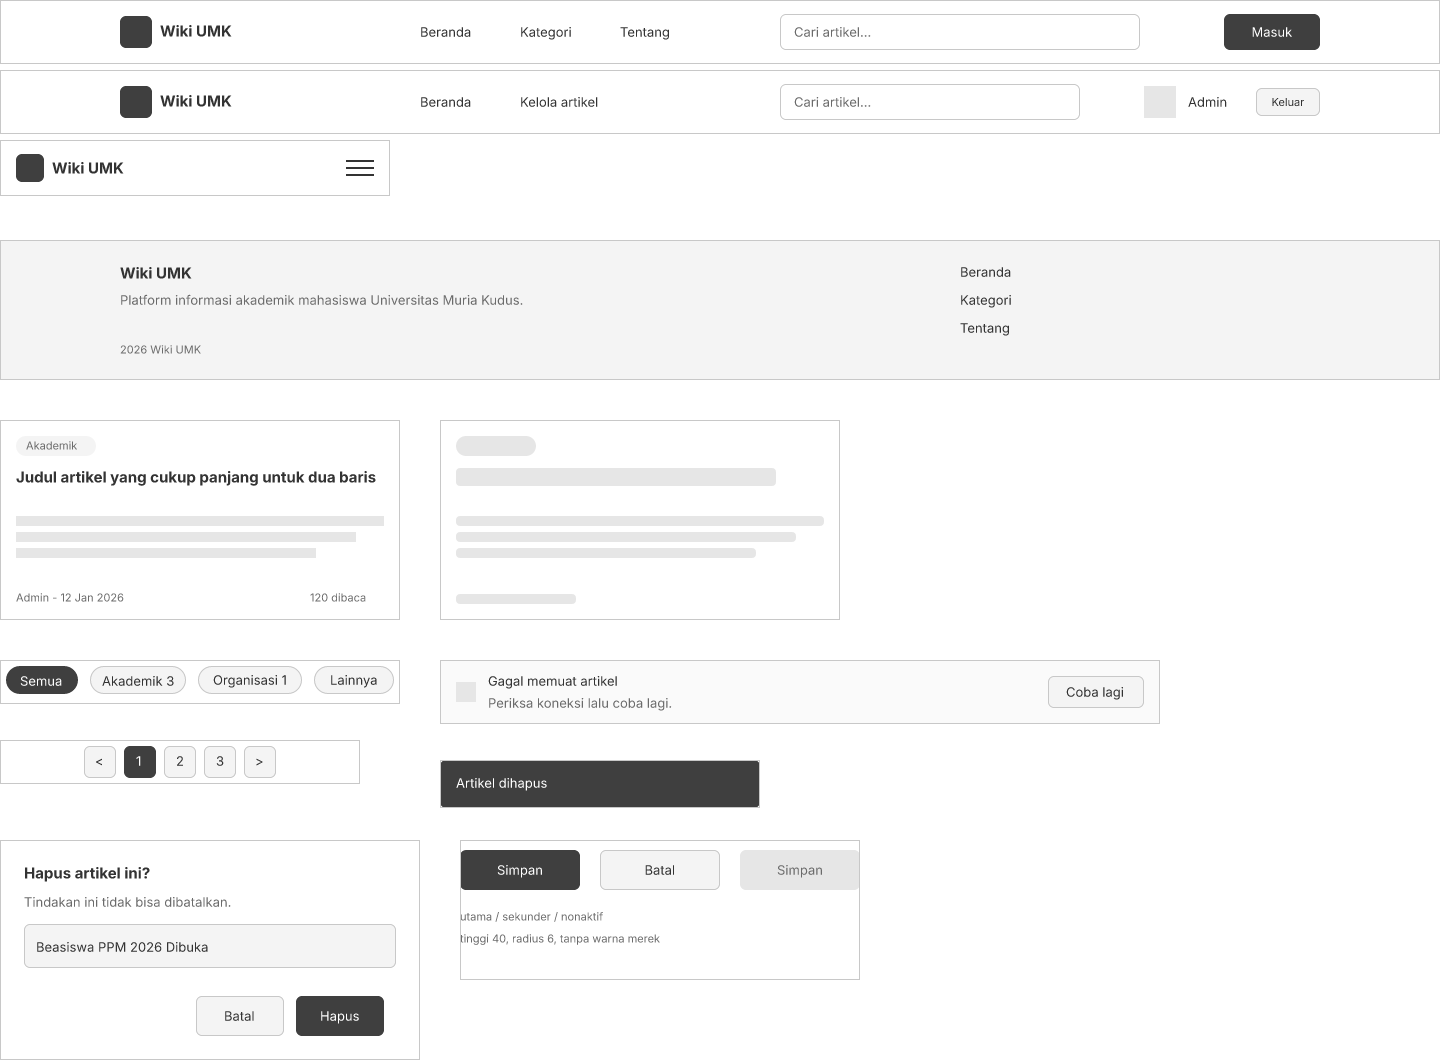 Wiki UMK Beranda Kategori Tentang Cari artikel... Masuk
Wiki UMK Beranda Kelola artikel Cari artikel... Admin Keluar
Wiki UMK
Wiki UMK
Platform informasi akademik mahasiswa Universitas Muria Kudus.
2026 Wiki UMK
Beranda
Kategori
Tentang
Akademik
Judul artikel yang cukup panjang untuk dua baris
Admin - 12 Jan 2026 120 dibaca
Semua Akademik 3 Organisasi 1 Lainnya
Gagal memuat artikel
Periksa koneksi lalu coba lagi.
Coba lagi
< 1 2 3 >
Artikel dihapus
Hapus artikel ini?
Tindakan ini tidak bisa dibatalkan.
Beasiswa PPM 2026 Dibuka
Batal Hapus
Simpan Batal Simpan
utama / sekunder / nonaktif
tinggi 40, radius 6, tanpa warna merek